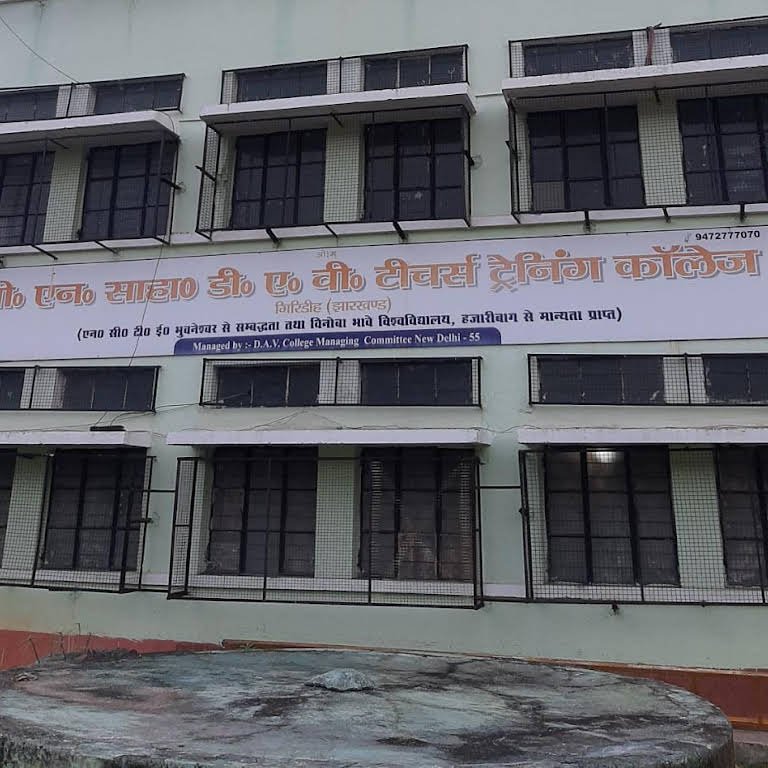 ओ३म्
9472777070
एन० साहा० डी० ए० वी० टीचर्स ट्रेनिंग कॉलेज
गिरिडीह (झारखण्ड)
(एन० सी० टी० ई० भुवनेश्वर से सम्बद्धता तथा विनोबा भावे विश्वविद्यालय, हजारीबाग से मान्यता प्राप्त)
Managed by :- D.A.V. College Managing Committee New Delhi - 55